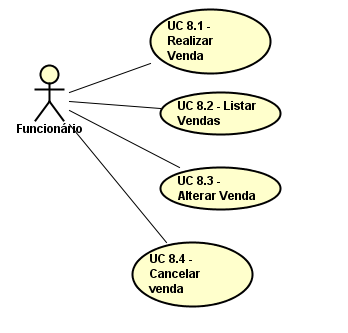 UC 8.1 -
Realizar
Venda
Funcionário
UC 8.2 - Listar
Vendas
UC 8.3 -
Alterar Venda
UC 8.4 -
Cancelar
venda